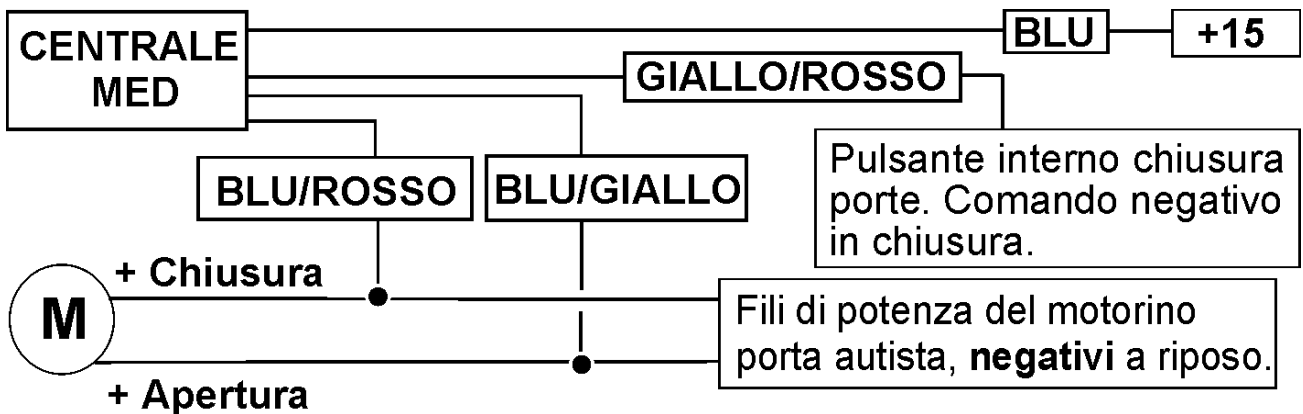 CENTRALE
MED
BLU
+15
GIALLO/ROSSO
Pulsante interno chiusura
porte. Comando negativo
in chiusura.
BLU/ROSSO
BLU/GIALLO
+ Chiusura
M
Fili di potenza del motorino
porta autista, negativi a riposo.
+ Apertura